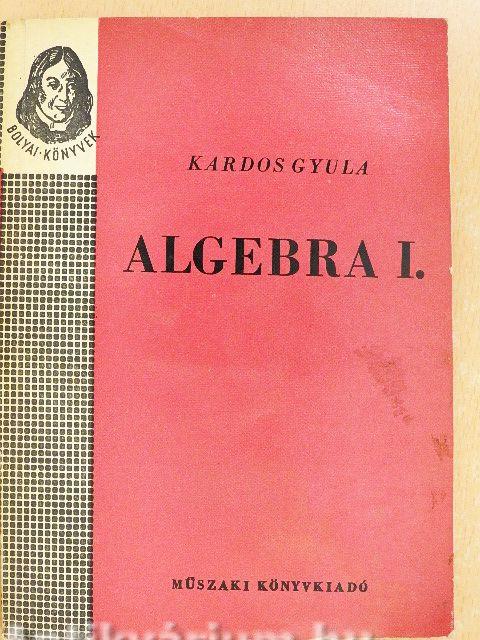 BOLYAI-KÖNYVEK
KARDOS GYULA
ALGEBRA I.
MŰSZAKI KÖNYVKIADÓ